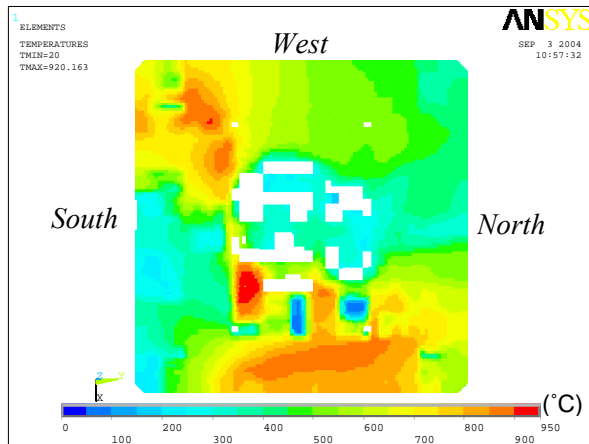 1
ELEMENTS
TEMPERATURES
TMIN=20
TMAX=920.163
ANSYS
SEP 3 2004
10:57:32
West
South
North
Z Y
X
(°C)
0 200 400 600 800 950
100 300 500 700 900